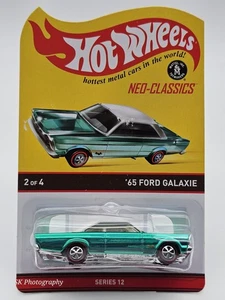 Hot Wheels
hottest metal cars in the world!
NEO-CLASSICS
2 OF 4
'65 FORD GALAXIE
SK Photography
SERIES 12